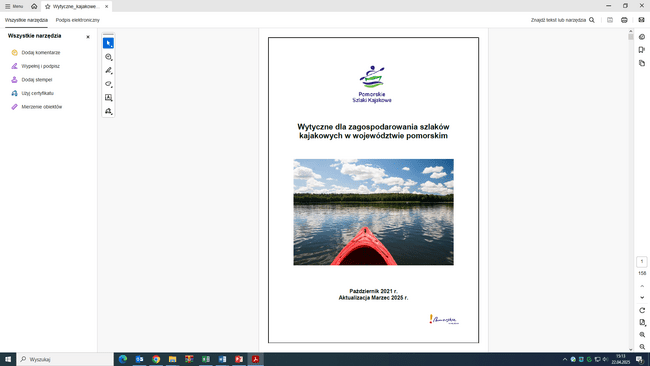 Menu
Wytyczne_kajakowe...
Wszystkie narzędzia
Podpis elektroniczny
Znajdź tekst lub narzędzia
Wszystkie narzędzia
Dodaj komentarze
Wypełnij i podpisz
Dodaj stempel
Użyj certyfikatu
Mierzenie obiektów
Pomorskie
Szlaki Kajakowe
Wytyczne dla zagospodarowania szlaków
kajakowych w województwie pomorskim
Październik 2021 r.
Aktualizacja Marzec 2025 r.
1
156
Wyszukaj
15:13
22.04.2025